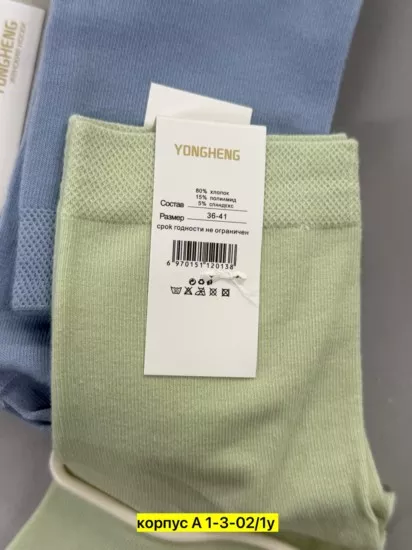 YONGHENG
YONGHENG
80% хлопок
Состав 15% полиамид
5% спандекс
Размер 36-41
срок годности не ограничен
6 970151 120138
корпус А 1-3-02/1у